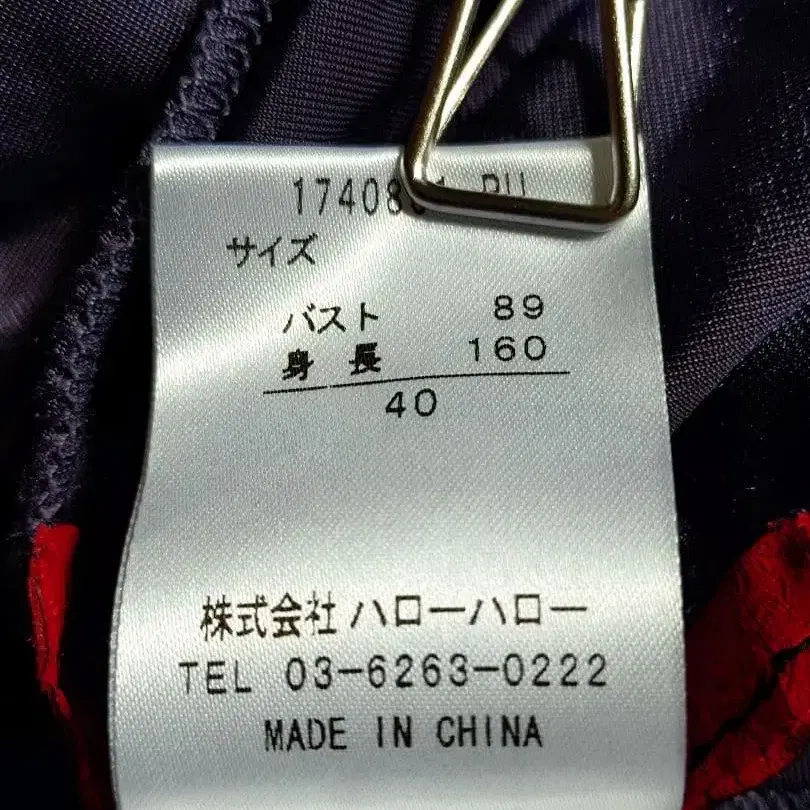 サイズ
バスト 89
身長 160
40
株式会社ハローハロー
TEL 03-6263-0222
MADE IN CHINA